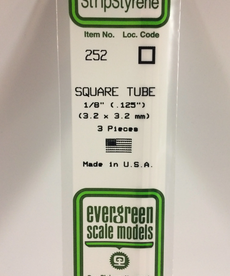 StripStyrene
Item No. Loc. Code
252
SQUARE TUBE
1/8" (.125")
(3.2 x 3.2 mm)
3 Pieces
Made in U.S.A.
evergreen
scale models